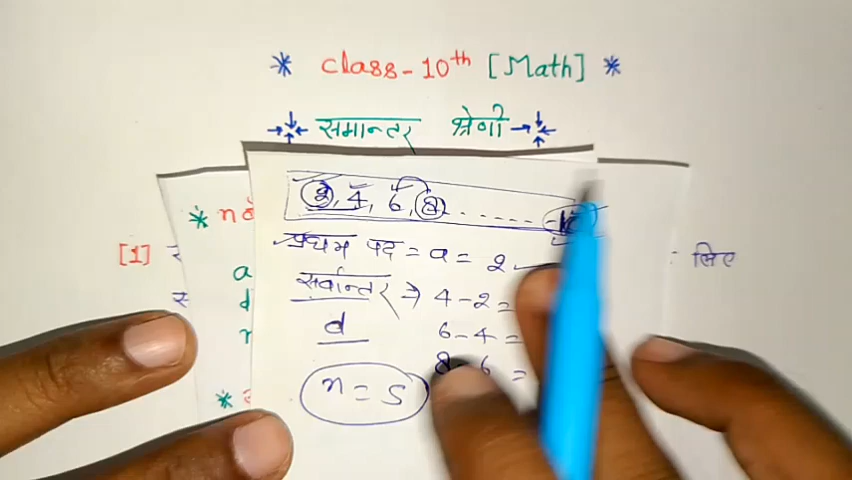 * class-10th [Math] *
समान्तर श्रेणी
2, 4, 6, 8 . . . . . . . 
* no
प्रथम पद = a = 2
[1]
लिए
a
सर्वान्तर → 4-2=
d
d
6-4=
8-6 =
n = 5
*